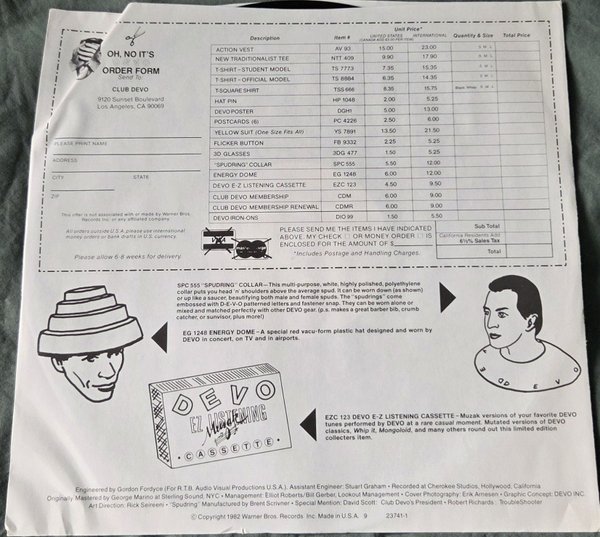 OH, NO IT'S
ORDER FORM
Send To:
CLUB DEVO
9120 Sunset Boulevard
Los Angeles, CA 90069
PLEASE PRINT NAME
ADDRESS
CITY STATE
ZIP
This offer is not associated with or made by Warner Bros. Records Inc. or any affiliated company.
All orders outside U.S.A. please use international money orders or bank drafts in U.S. currency.
Please allow 6-8 weeks for delivery.
Unit Price*
Description Item # UNITED STATES INTERNATIONAL Quantity & Size Total Price
ACTION VEST AV 93 15.00 23.00 S M L
NEW TRADITIONALIST TEE NTT 409 9.90 17.90 S M L
T-SHIRT–STUDENT MODEL TS 7773 7.35 15.35 S M L
T-SHIRT–OFFICIAL MODEL TS 8864 6.35 14.35 S M L
T-SQUARE SHIRT TSS 666 8.35 15.75 Black White S M L
HAT PIN HP 1048 2.00 5.25
DEVO POSTER DGH1 5.00 13.00
POSTCARDS (6) PC 4226 2.50 6.00
YELLOW SUIT (One Size Fits All) YS 7891 13.50 21.50
FLICKER BUTTON FB 9332 2.25 5.25
3D GLASSES 3DG 477 1.50 5.25
"SPUDRING" COLLAR SPC 555 5.50 12.00
ENERGY DOME EG 1248 6.00 12.00
DEVO E-Z LISTENING CASSETTE EZC 123 4.50 9.50
CLUB DEVO MEMBERSHIP CDM 6.00 9.00
CLUB DEVO MEMBERSHIP RENEWAL CDMR 6.00 9.00
DEVO IRON-ONS DIO 99 1.50 5.50
VISA
PLEASE SEND ME THE ITEMS I HAVE INDICATED
ABOVE. MY CHECK □ OR MONEY ORDER □ IS
ENCLOSED FOR THE AMOUNT OF $
*Includes Postage and Handling Charges.
Sub Total
California Residents Add
6½% Sales Tax
Total
SPC 555 "SPUDRING" COLLAR–This multi-purpose, white, highly polished, polyethylene
collar puts you head 'n' shoulders above the average spud. It can be worn down (as shown)
or up like a saucer, beautifying both male and female spuds. The "spudrings" come
embossed with D-E-V-O patterned letters and fastener snap. They can be worn alone or
mixed and matched perfectly with other DEVO gear. (p.s. makes a great barber bib, crumb
catcher, or sunvisor, plus more!)
EG 1248 ENERGY DOME–A special red vacu-form plastic hat designed and worn by
DEVO in concert, on TV and in airports.
DEVO
DEVO
EZ LISTENING
Muzak
CASSETTE
EZC 123 DEVO E-Z LISTENING CASSETTE–Muzak versions of your favorite DEVO
tunes performed by DEVO at a rare casual moment. Mutated versions of DEVO
classics, Whip it, Mongoloid, and many others round out this limited edition
collecters item.
Engineered by Gordon Fordyce (For R.T.B. Audio Visual Productions U.S.A.). Assistant Engineer: Stuart Graham • Recorded at Cherokee Studios, Hollywood, California
Originally Mastered by George Marino at Sterling Sound, NYC • Management: Elliot Roberts/Bill Gerber, Lookout Management • Cover Photography: Erik Arnesen • Graphic Concept: DEVO INC.
Art Direction: Rick Seireeni • "Spudring" Manufacture by Brent Scrivner • Special Mention: David Scott: Club Devo's President • Robert Richards: TroubleShooter
© Copyright 1982 Warner Bros. Records Inc. Made in U.S.A. 9 23741-1